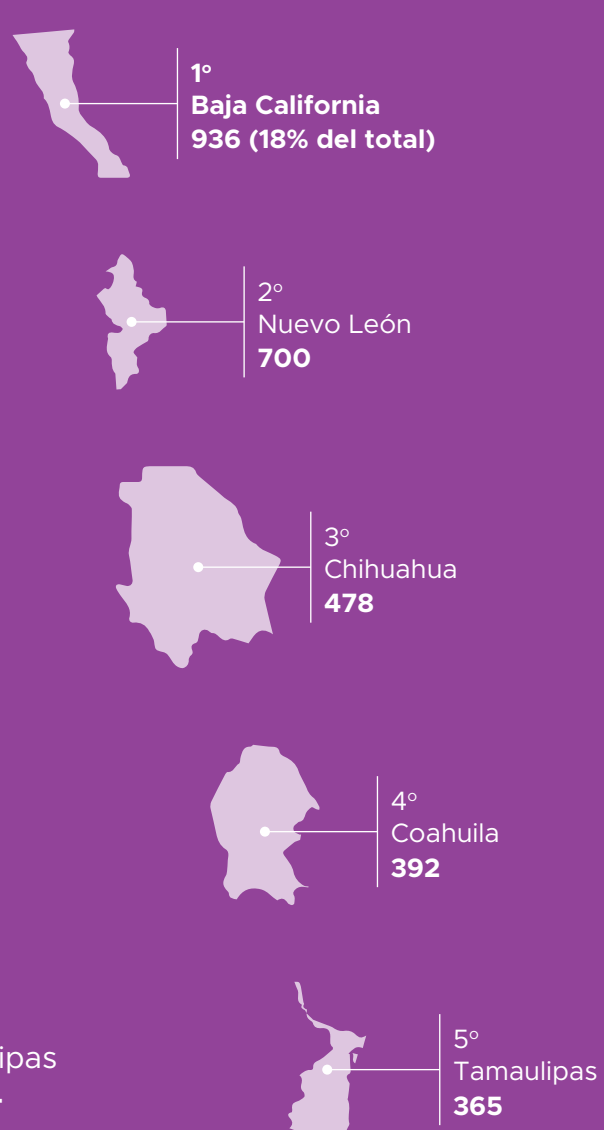 1°
Baja California
936 (18% del total)
2°
Nuevo León
700
3°
Chihuahua
478
4°
Coahuila
392
5°
ipas
Tamaulipas
365